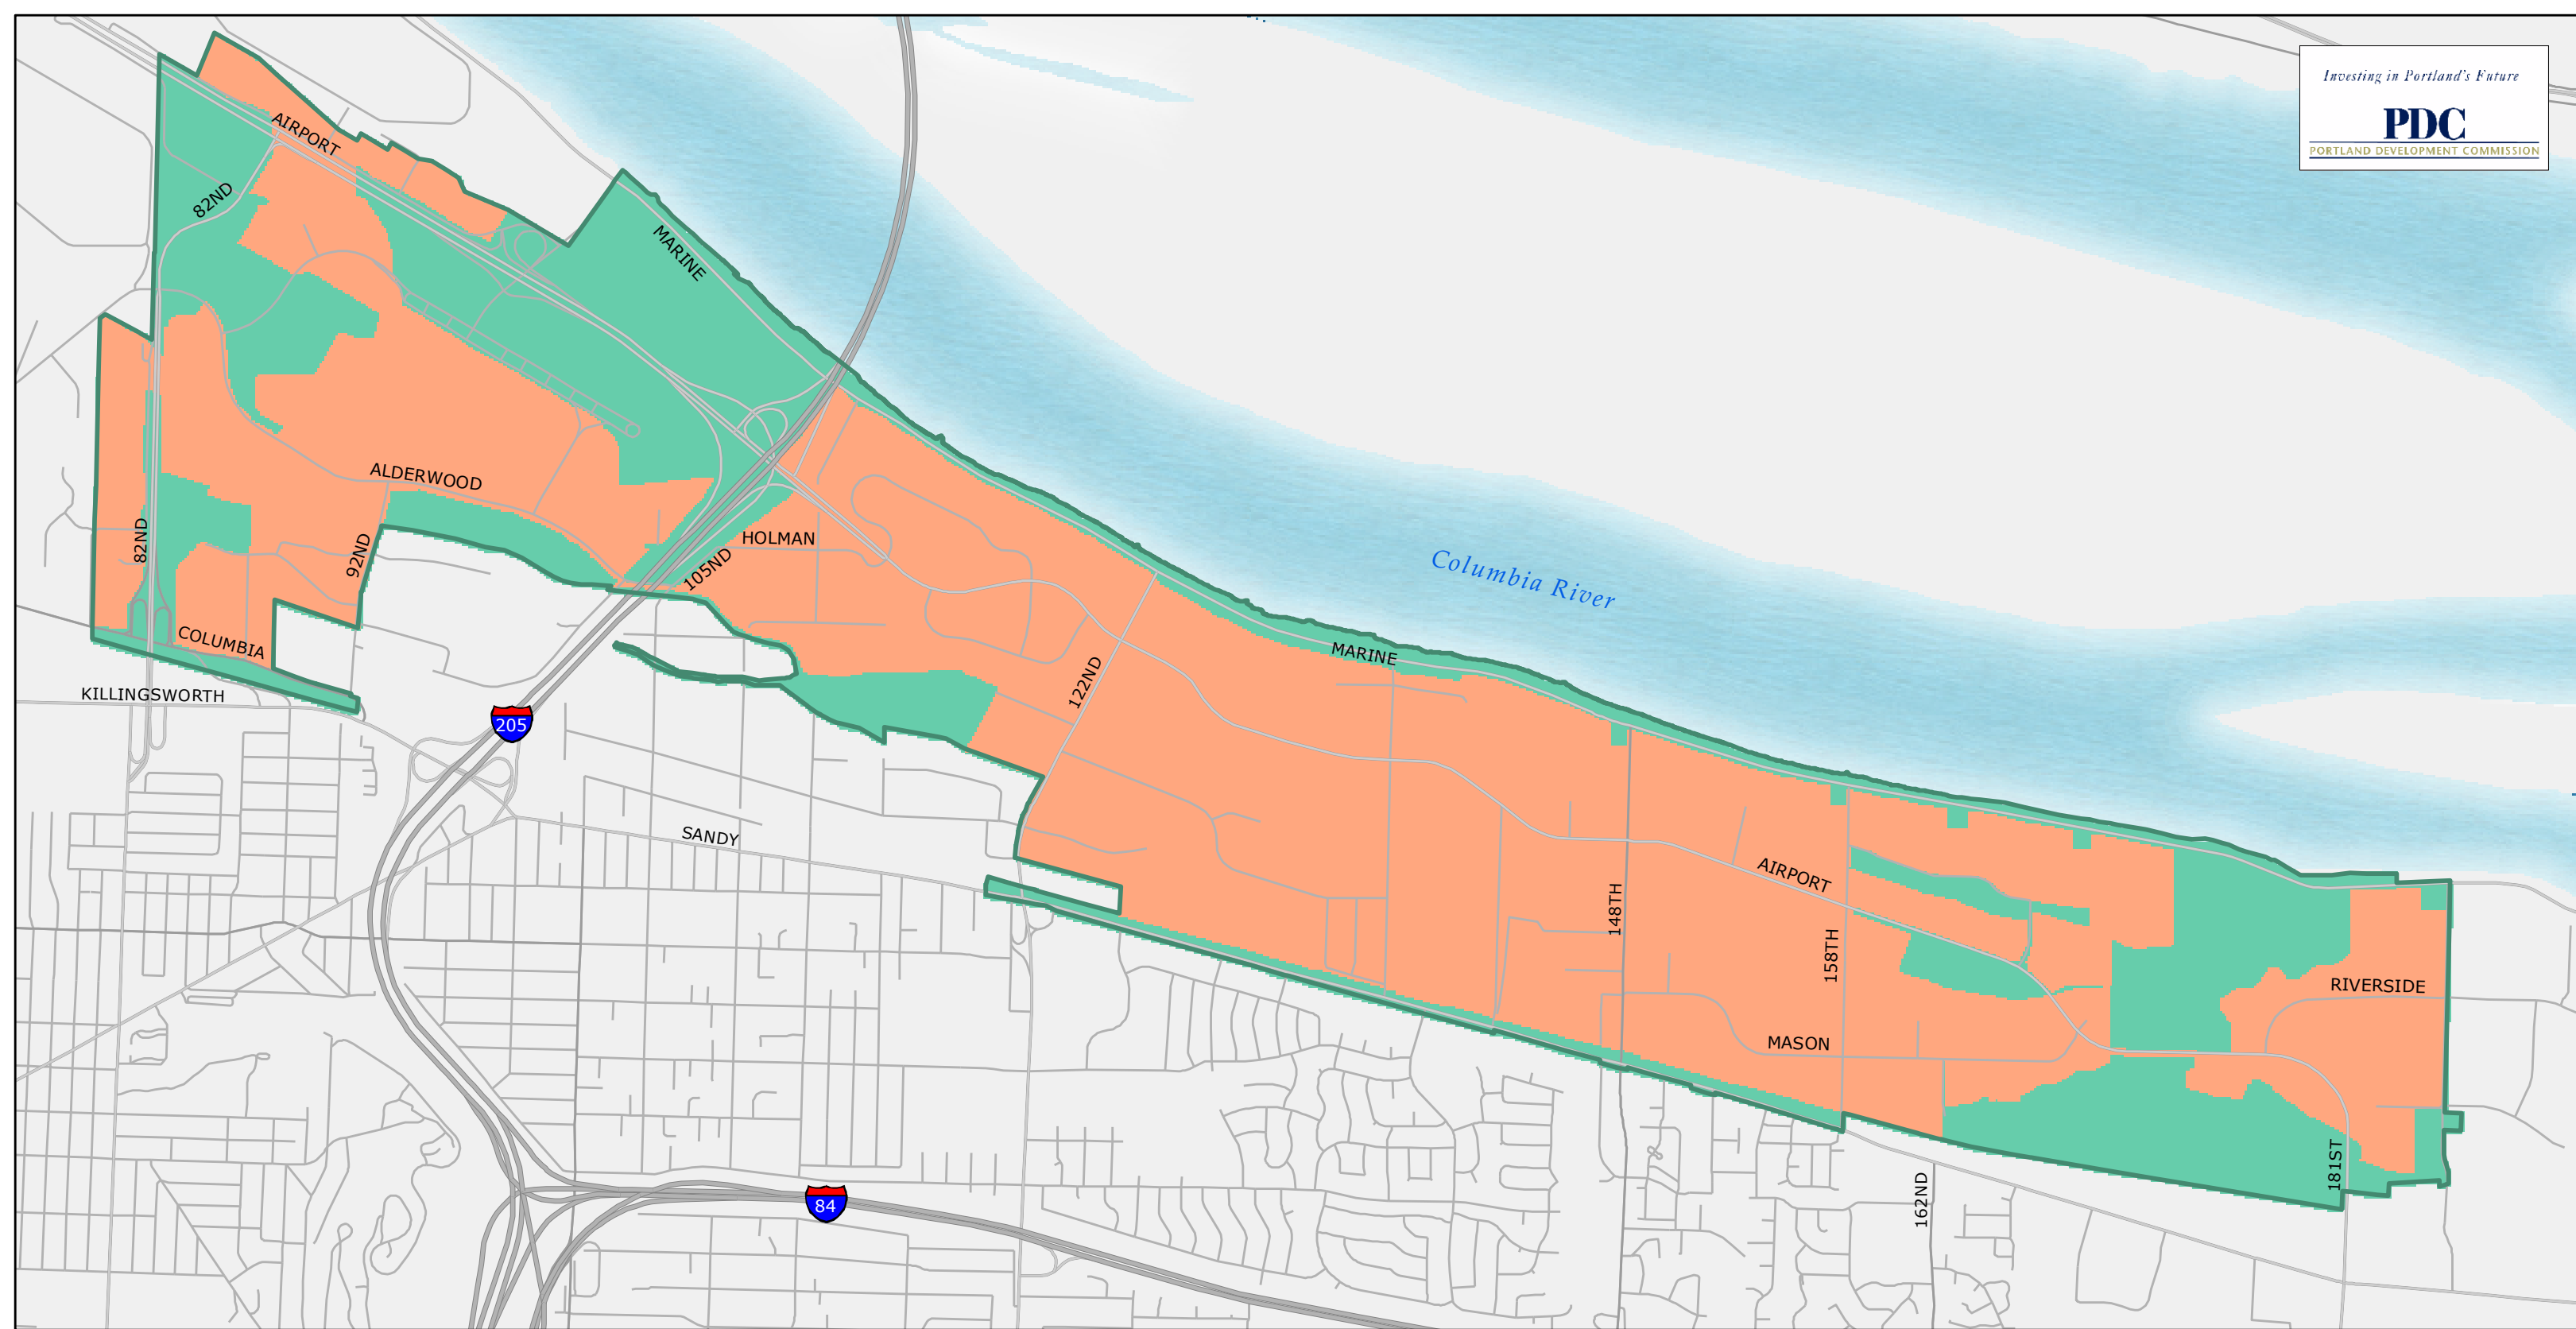 Investing in Portland's Future
PDC
PORTLAND DEVELOPMENT COMMISSION
AIRPORT
82ND
MARINE
ALDERWOOD
82ND
92ND
HOLMAN
105ND
Columbia River
COLUMBIA
MARINE
122ND
KILLINGSWORTH
205
SANDY
AIRPORT
148TH
158TH
RIVERSIDE
MASON
181ST
162ND
84